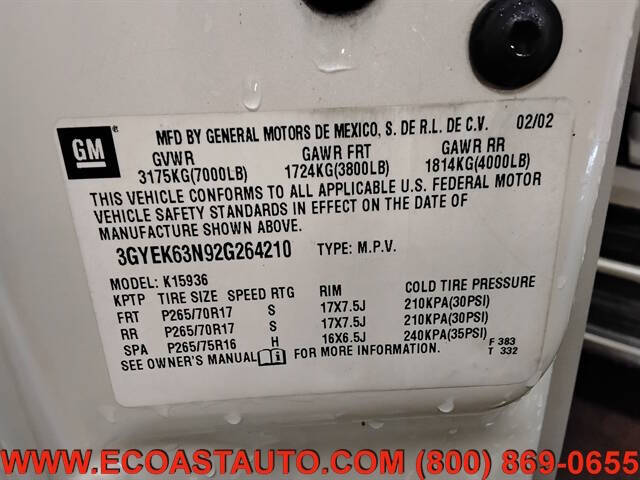 GM ®
MFD BY GENERAL MOTORS DE MEXICO, S. DE R.L. DE C.V. 02/02
GVWR GAWR FRT GAWR RR
3175KG(7000LB) 1724KG(3800LB) 1814KG(4000LB)
THIS VEHICLE CONFORMS TO ALL APPLICABLE U.S. FEDERAL MOTOR
VEHICLE SAFETY STANDARDS IN EFFECT ON THE DATE OF
MANUFACTURE SHOWN ABOVE.
3GYEK63N92G264210 TYPE: M.P.V.
MODEL: K15936
KPTP TIRE SIZE SPEED RTG RIM COLD TIRE PRESSURE
FRT P265/70R17 S 17X7.5J 210KPA(30PSI)
RR P265/70R17 S 17X7.5J 210KPA(30PSI)
SPA P265/75R16 H 16X6.5J 240KPA(35PSI) F 383
SEE OWNER'S MANUAL FOR MORE INFORMATION. T 332
WWW.ECOASTAUTO.COM (800) 869-0655